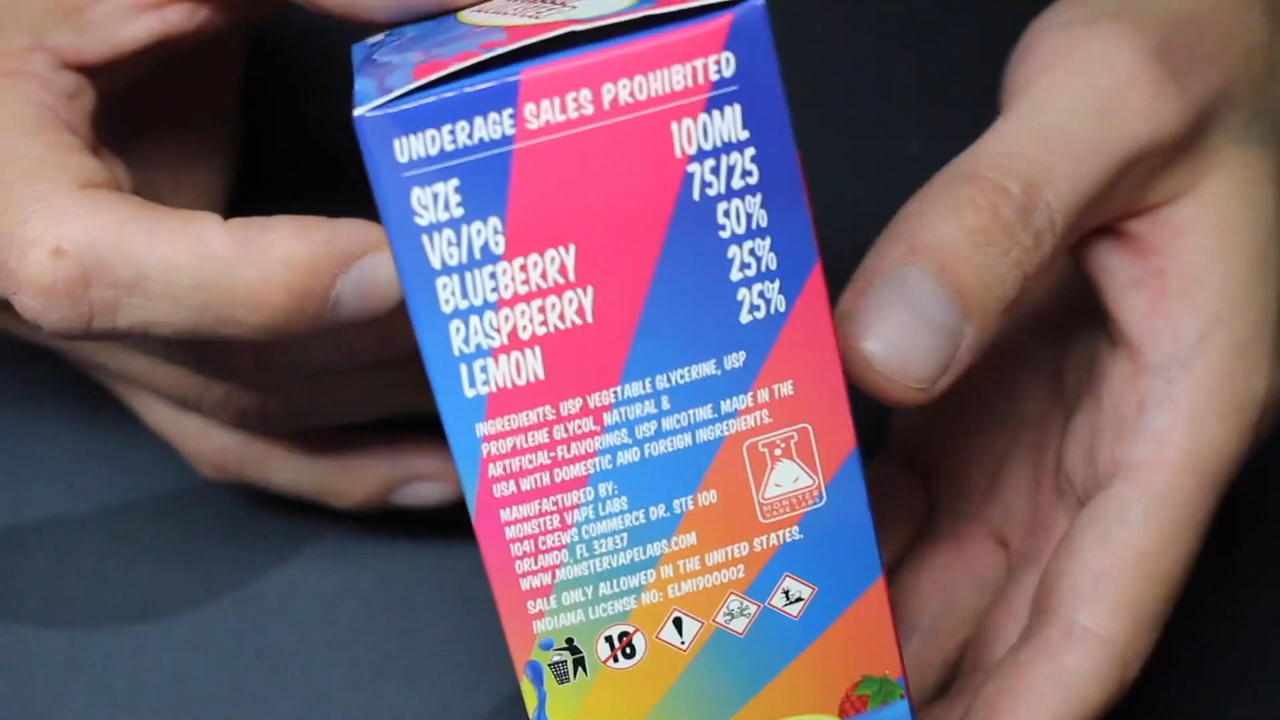 UNDERAGE SALES PROHIBITED
SIZE 100ML
VG/PG 75/25
BLUEBERRY 50%
RASPBERRY 25%
LEMON 25%
INGREDIENTS: USP VEGETABLE GLYCERINE, USP
PROPYLENE GLYCOL, NATURAL &
ARTIFICIAL-FLAVORINGS, USP NICOTINE. MADE IN THE
USA WITH DOMESTIC AND FOREIGN INGREDIENTS.
MANUFACTURED BY:
MONSTER VAPE LABS
1041 CREWS COMMERCE DR. STE 100
ORLANDO, FL 32837
WWW.MONSTERVAPELABS.COM
MONSTER
VAPE LABS
SALE ONLY ALLOWED IN THE UNITED STATES.
INDIANA LICENSE NO: ELM1900002
18